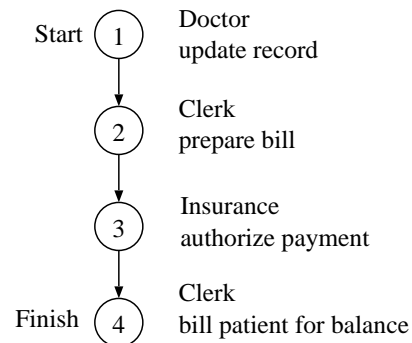 Start 1 Doctor
update record
2 Clerk
prepare bill
3 Insurance
authorize payment
Finish 4 Clerk
bill patient for balance